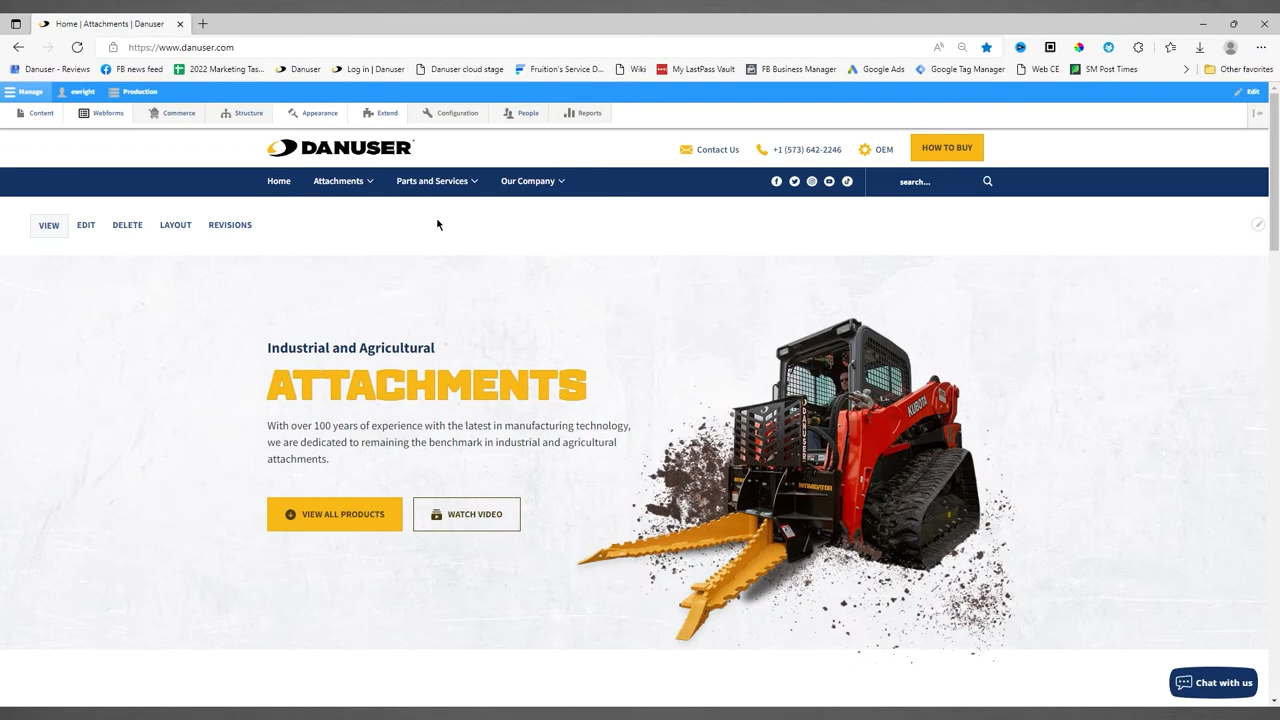 Home | Attachments | Danuser
https://www.danuser.com
Danuser - Reviews
FB news feed
2022 Marketing Tas...
Danuser
Log in | Danuser
Danuser cloud stage
Fruition's Service D...
Wiki
My LastPass Vault
FB Business Manager
Google Ads
Google Tag Manager
Web CE
SM Post Times
Other favorites
Manage
ewright
Production
Edit
Content
Webforms
Commerce
Structure
Appearance
Extend
Configuration
People
Reports
DANUSER
Contact Us
+1 (573) 642-2246
OEM
HOW TO BUY
Home
Attachments
Parts and Services
Our Company
search...
VIEW
EDIT
DELETE
LAYOUT
REVISIONS
Industrial and Agricultural
ATTACHMENTS
With over 100 years of experience with the latest in manufacturing technology,
we are dedicated to remaining the benchmark in industrial and agricultural
attachments.
VIEW ALL PRODUCTS
WATCH VIDEO
KUBOTA
DANUSER
INTIMIDATOR
Chat with us